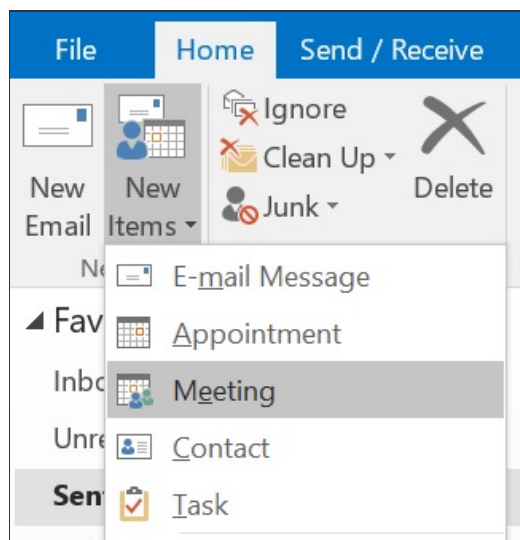 File Home Send / Receive
Ignore
Clean Up
New Email
New Items
Junk
Delete
E-mail Message
Appointment
Meeting
Contact
Task